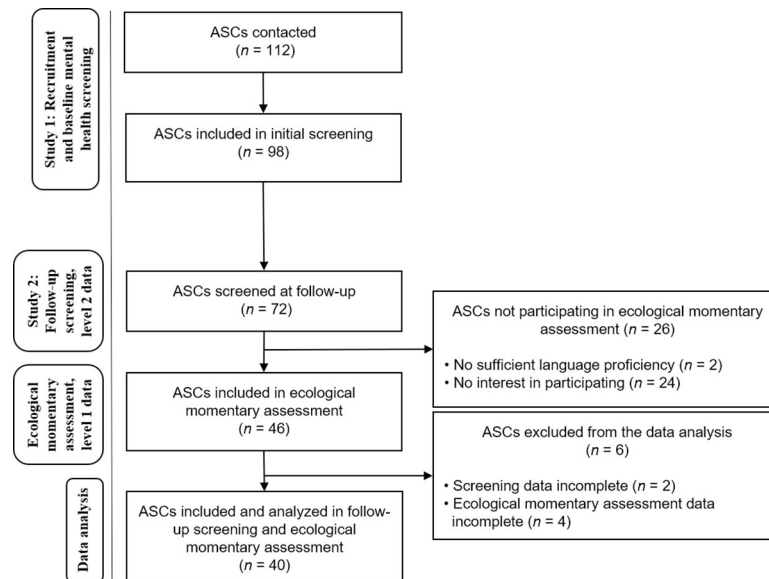 Study 1: Recruitment
and baseline mental
health screening
ASCs contacted
(n = 112)
ASCs included in initial screening
(n = 98)
Study 2:
Follow-up
screening,
level 2 data
ASCs screened at follow-up
(n = 72)
ASCs not participating in ecological momentary
assessment (n = 26)
• No sufficient language proficiency (n = 2)
• No interest in participating (n = 24)
Ecological
momentary
assessment,
level 1 data
ASCs included in ecological
momentary assessment
(n = 46)
ASCs excluded from the data analysis
(n = 6)
• Screening data incomplete (n = 2)
• Ecological momentary assessment data
incomplete (n = 4)
Data analysis
ASCs included and analyzed in follow-
up screening and ecological
momentary assessment
(n = 40)